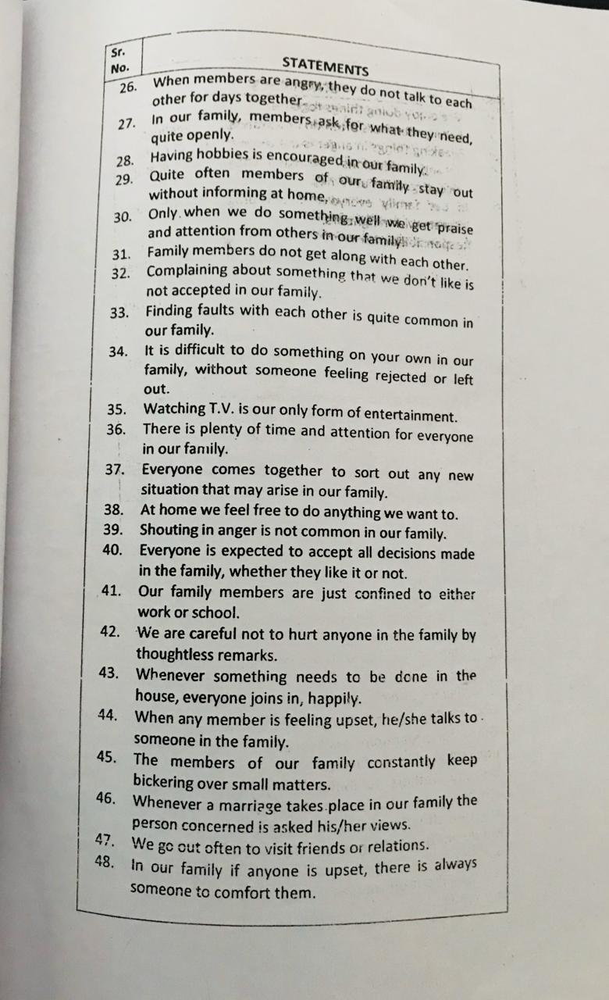 Sr.
No.
STATEMENTS
26. When members are angry, they do not talk to each
other for days together.
27. In our family, members ask for what they need,
quite openly.
28. Having hobbies is encouraged in our family.
29. Quite often members of our family stay out
without informing at home.
30. Only when we do something well we get praise
and attention from others in our family.
31. Family members do not get along with each other.
32. Complaining about something that we don't like is
not accepted in our family.
33. Finding faults with each other is quite common in
our family.
34. It is difficult to do something on your own in our
family, without someone feeling rejected or left
out.
35. Watching T.V. is our only form of entertainment.
36. There is plenty of time and attention for everyone
in our family.
37. Everyone comes together to sort out any new
situation that may arise in our family.
38. At home we feel free to do anything we want to.
39. Shouting in anger is not common in our family.
40. Everyone is expected to accept all decisions made
in the family, whether they like it or not.
41. Our family members are just confined to either
work or school.
42. We are careful not to hurt anyone in the family by
thoughtless remarks.
43. Whenever something needs to be done in the
house, everyone joins in, happily.
44. When any member is feeling upset, he/she talks to
someone in the family.
45. The members of our family constantly keep
bickering over small matters.
46. Whenever a marriage takes place in our family the
person concerned is asked his/her views.
47. We go out often to visit friends or relations.
48. In our family if anyone is upset, there is always
someone to comfort them.